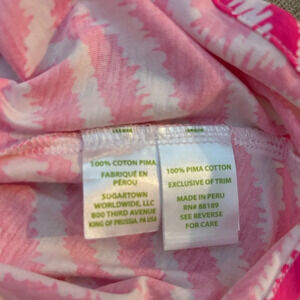 100% COTON PIMA
FABRIQUÉ EN
PÉROU
SUGARTOWN
WORLDWIDE, LLC
800 THIRD AVENUE
KING OF PRUSSIA, PA USA
100% PIMA COTTON
EXCLUSIVE OF TRIM
MADE IN PERU
RN# 88189
SEE REVERSE
FOR CARE